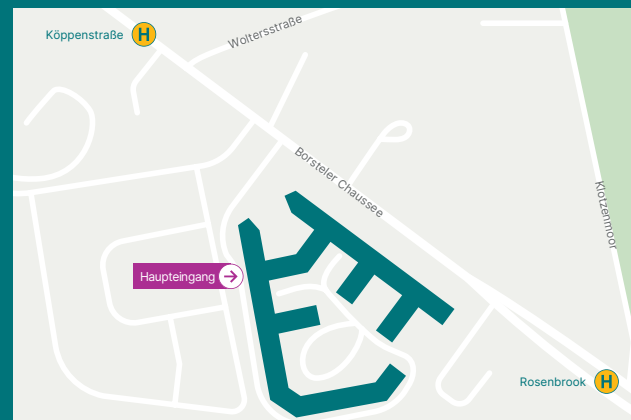 Köppenstraße H
Woltersstraße
Borsteler Chaussee
Klotzenmoor
Haupteingang
Rosenbrook H